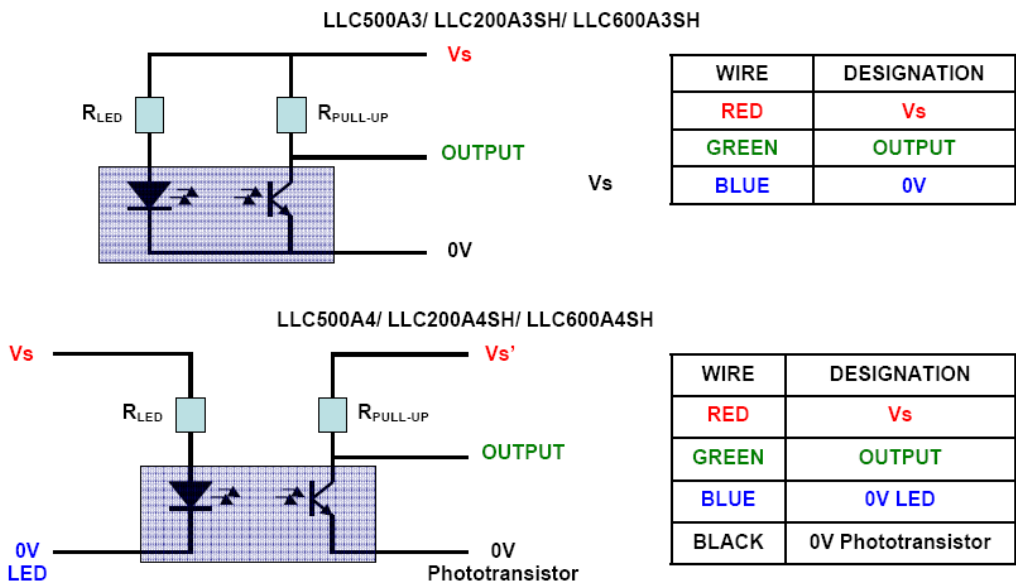 LLC500A3/ LLC200A3SH/ LLC600A3SH
Vs
RLED
RPULL-UP
OUTPUT
0V
Vs
WIRE DESIGNATION
RED Vs
GREEN OUTPUT
BLUE 0V
LLC500A4/ LLC200A4SH/ LLC600A4SH
Vs
Vs’
RLED
RPULL-UP
OUTPUT
0V
LED
0V
Phototransistor
WIRE DESIGNATION
RED Vs
GREEN OUTPUT
BLUE 0V LED
BLACK 0V Phototransistor